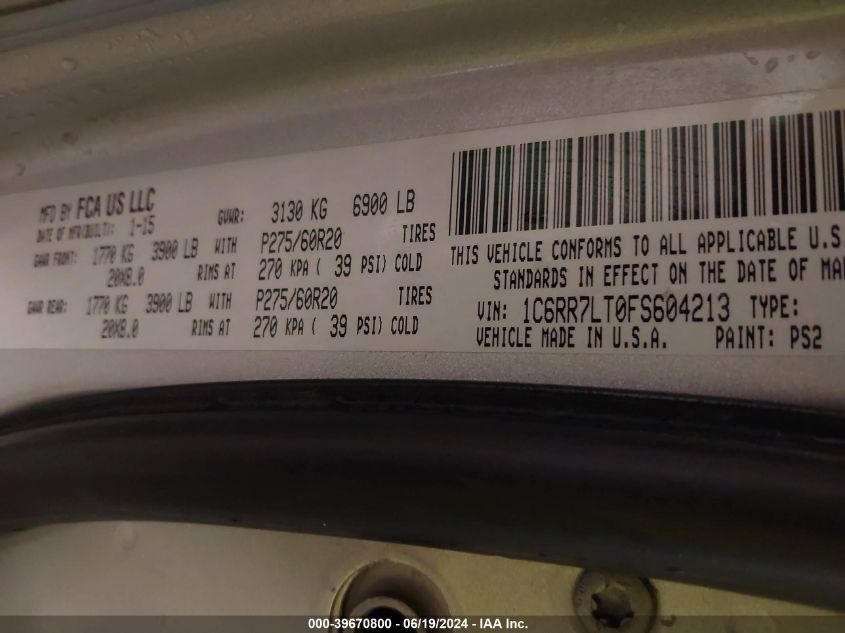 MFD BY FCA US LLC
DATE OF MFR(BUILT): 1-15 GVWR: 3130 KG 6900 LB
GAWR FRONT: 1770 KG 3900 LB WITH P275/60R20 TIRES
20X8.0 RIMS AT 270 KPA ( 39 PSI) COLD
GAWR REAR: 1770 KG 3900 LB WITH P275/60R20 TIRES
20X8.0 RIMS AT 270 KPA ( 39 PSI) COLD
THIS VEHICLE CONFORMS TO ALL APPLICABLE U.S
STANDARDS IN EFFECT ON THE DATE OF MA
VIN: 1C6RR7LT0FS604213 TYPE:
VEHICLE MADE IN U.S.A. PAINT: PS2
000-39670800 - 06/19/2024 - IAA Inc.